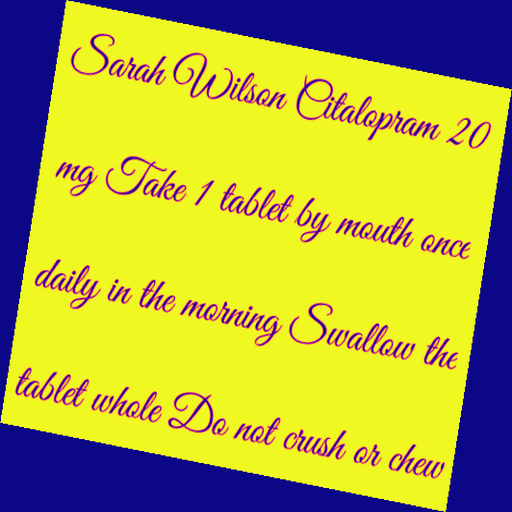 Sarah Wilson Citalopram 20
mg Take 1 tablet by mouth once
daily in the morning Swallow the
tablet whole Do not crush or chew